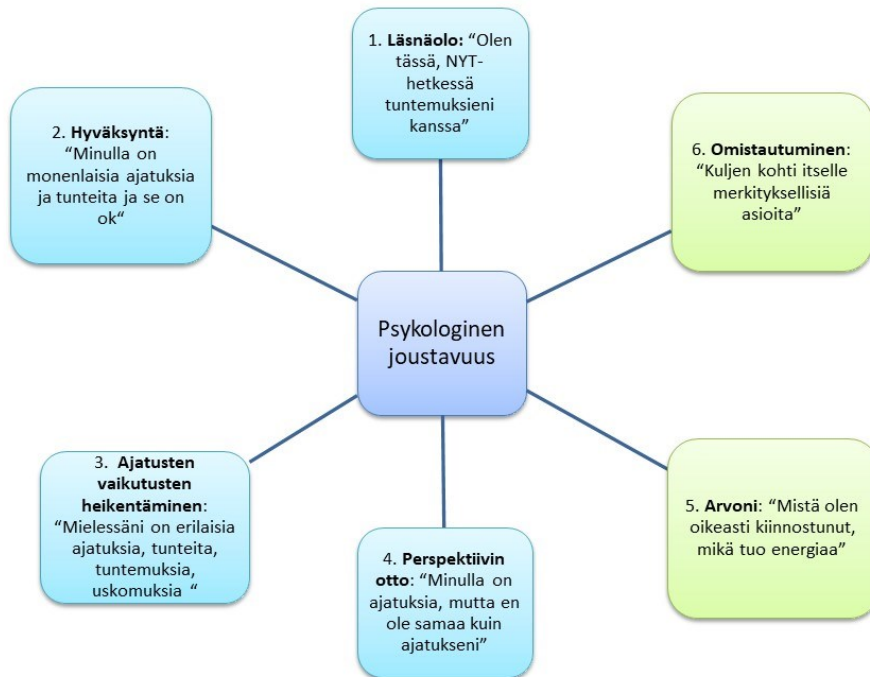 1. Läsnäolo: “Olen
tässä, NYT-
hetkessä
tuntemuksieni
kanssa”
2. Hyväksyntä:
“Minulla on
monenlaisia ajatuksia
ja tunteita ja se on
ok“
3. Ajatusten
vaikutusten
heikentäminen:
“Mielessäni on erilaisia
ajatuksia, tunteita,
tuntemuksia,
uskomuksia “
4. Perspektiivin
otto: “Minulla on
ajatuksia, mutta en
ole samaa kuin
ajatukseni”
5. Arvoni: “Mistä olen
oikeasti kiinnostunut,
mikä tuo energiaa”
6. Omistautuminen:
“Kuljen kohti itselle
merkityksellisiä
asioita”
Psykologinen
joustavuus